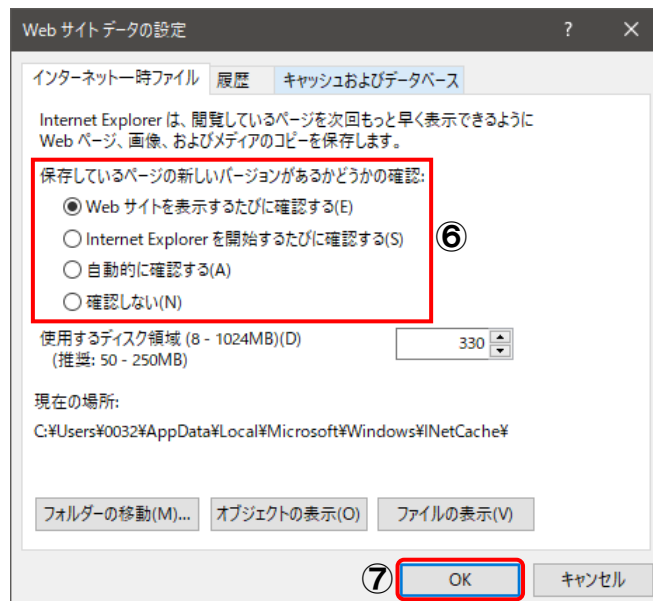 Web サイト データの設定 ? ×
インターネット一時ファイル 履歴 キャッシュおよびデータベース
Internet Explorer は、閲覧しているページを次回もっと早く表示できるように
Web ページ、画像、およびメディアのコピーを保存します。
保存しているページの新しいバージョンがあるかどうかの確認:
Web サイトを表示するたびに確認する(E)
Internet Explorer を開始するたびに確認する(S) ⑥
自動的に確認する(A)
確認しない(N)
使用するディスク領域 (8 - 1024MB)(D) 330
(推奨: 50 - 250MB)
現在の場所:
C:¥Users¥0032¥AppData¥Local¥Microsoft¥Windows¥INetCache¥
フォルダーの移動(M)... オブジェクトの表示(O) ファイルの表示(V)
⑦ OK キャンセル